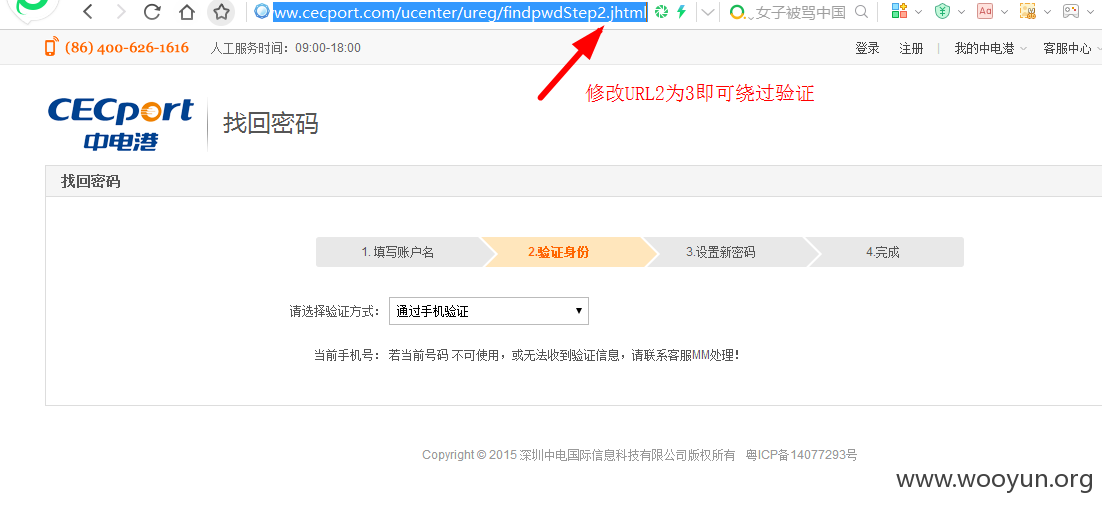 ww.cecport.com/ucenter/ureg/findpwdStep2.jhtml
女子被骂中国
(86) 400-626-1616 人工服务时间：09:00-18:00 登录 注册 我的中电港 客服中心
修改URL2为3即可绕过验证
CECport
中电港
找回密码
找回密码
1. 填写账户名 2.验证身份 3.设置新密码 4.完成
请选择验证方式： 通过手机验证
当前手机号： 若当前号码 不可使用，或无法收到验证信息，请联系客服MM处理！
Copyright © 2015 深圳中电国际信息科技有限公司版权所有 粤ICP备14077293号
www.wooyun.org